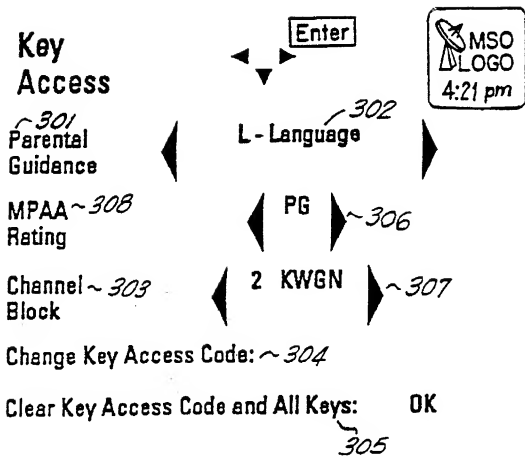 Key Access
Enter
MSO LOGO
4:21 pm
301
Parental Guidance
L - Language
302
MPAA Rating
308
PG
306
Channel Block
303
2 KWGN
307
Change Key Access Code:
304
Clear Key Access Code and All Keys: OK
305